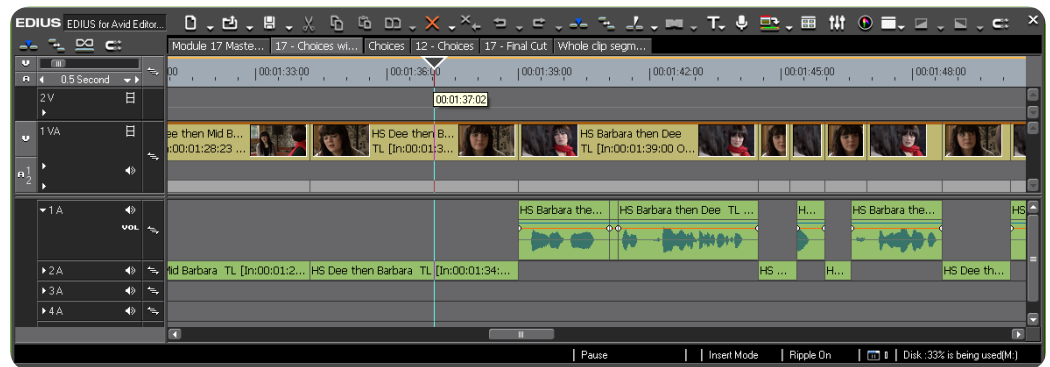 EDIUS EDIUS for Avid Editor...
Module 17 Maste... 17 - Choices wi... Choices 12 - Choices 17 - Final Cut Whole clip segm...
0.5 Second 00 00:01:33:00 00:01:36:00 00:01:39:00 00:01:42:00 00:01:45:00 00:01:48:00
00:01:37:02
2 V
1 VA
ee then Mid B... HS Dee then B... HS Barbara then Dee
:00:01:28:23 ... TL [In:00:01:3... TL [In:00:01:39:00 O...
1
2
1 A HS Barbara the... HS Barbara then Dee TL ... H... HS Barbara the... HS
VOL
2 A Mid Barbara TL [In:00:01:2... HS Dee then Barbara TL [In:00:01:34:... HS ... H... HS Dee th...
3 A
4 A
Pause Insert Mode Ripple On Disk :33% is being used(M:)